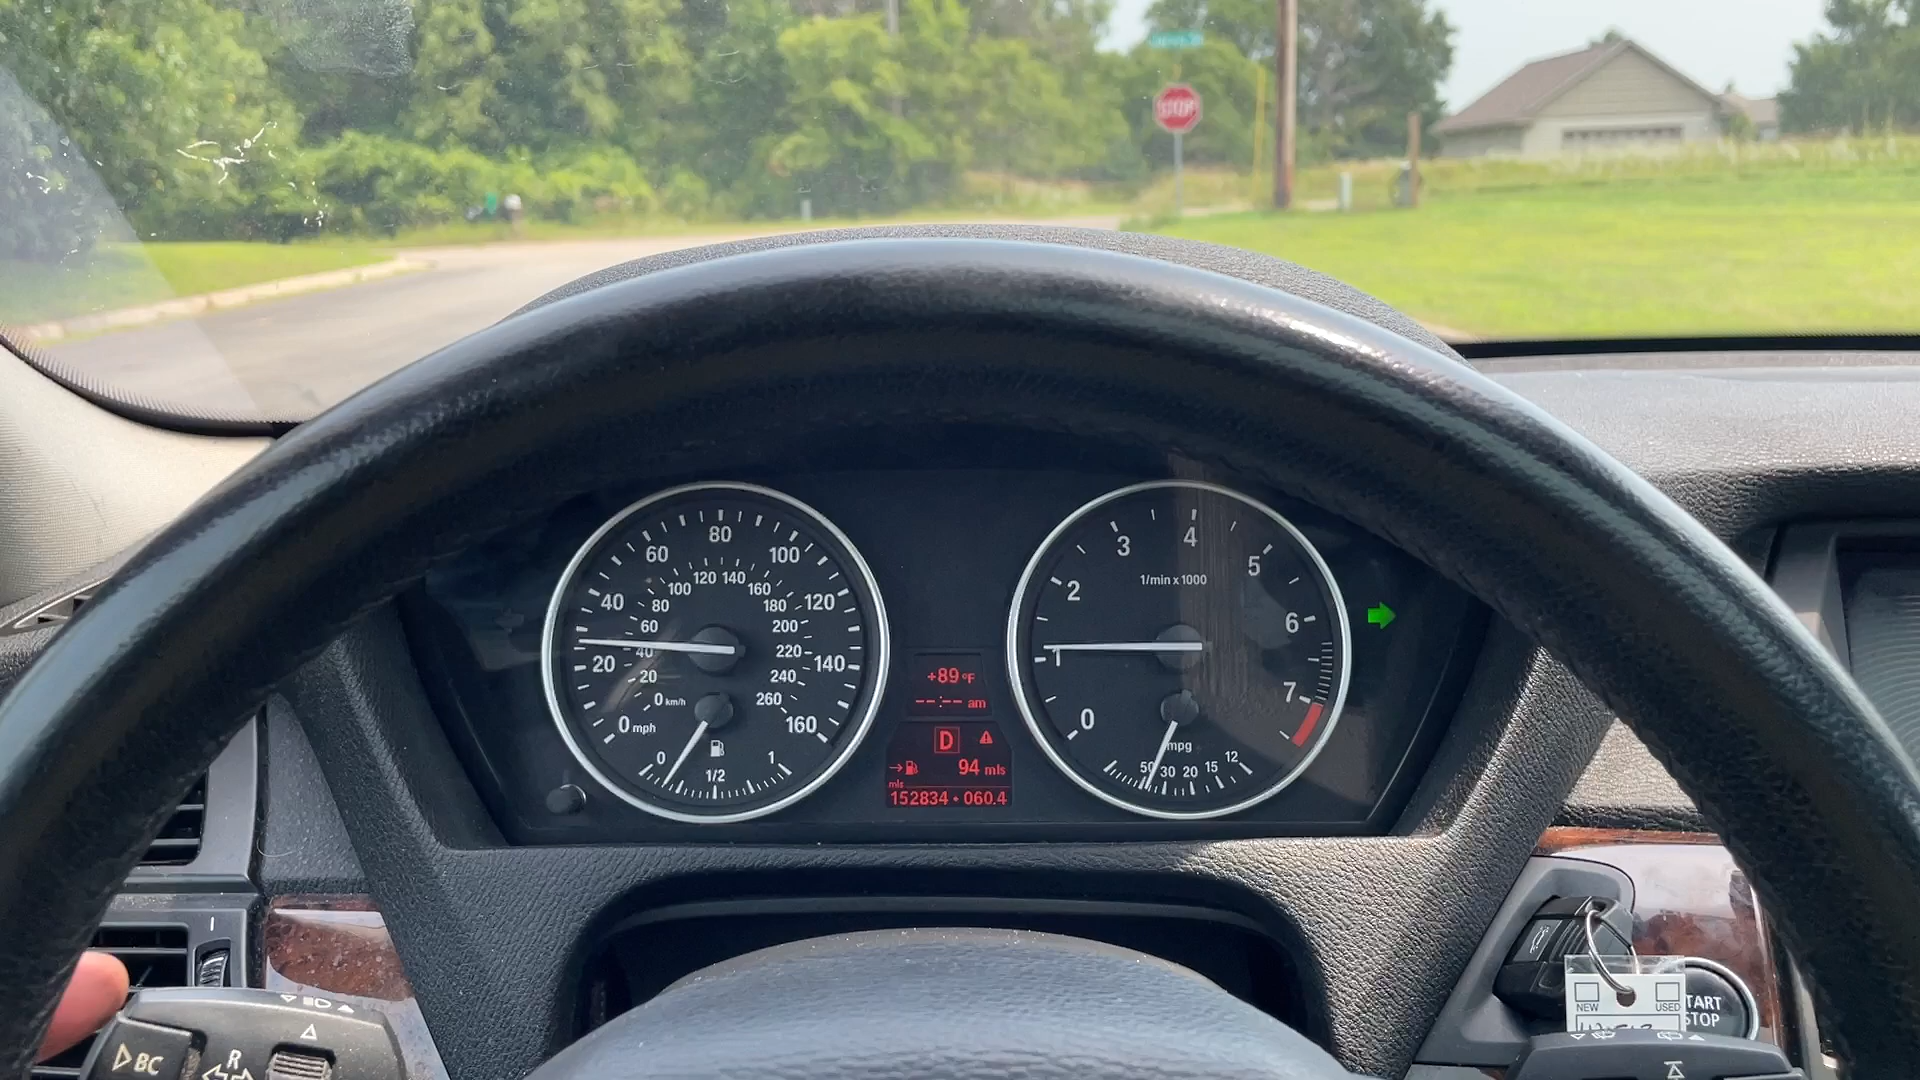 STOP
80
60
100
40
120
20
140
0 mph
160
120 140
100
160
80
180
60
200
40
220
20
240
0 km/h
260
0
1/2
1
+89 °F
--:-- am
D
94 mls
mls
152834 • 060.4
4
3
5
1/min x 1000
2
6
1
7
0
mpg
50 30 20 15 12
NEW
USED
TART
STOP
BC
R